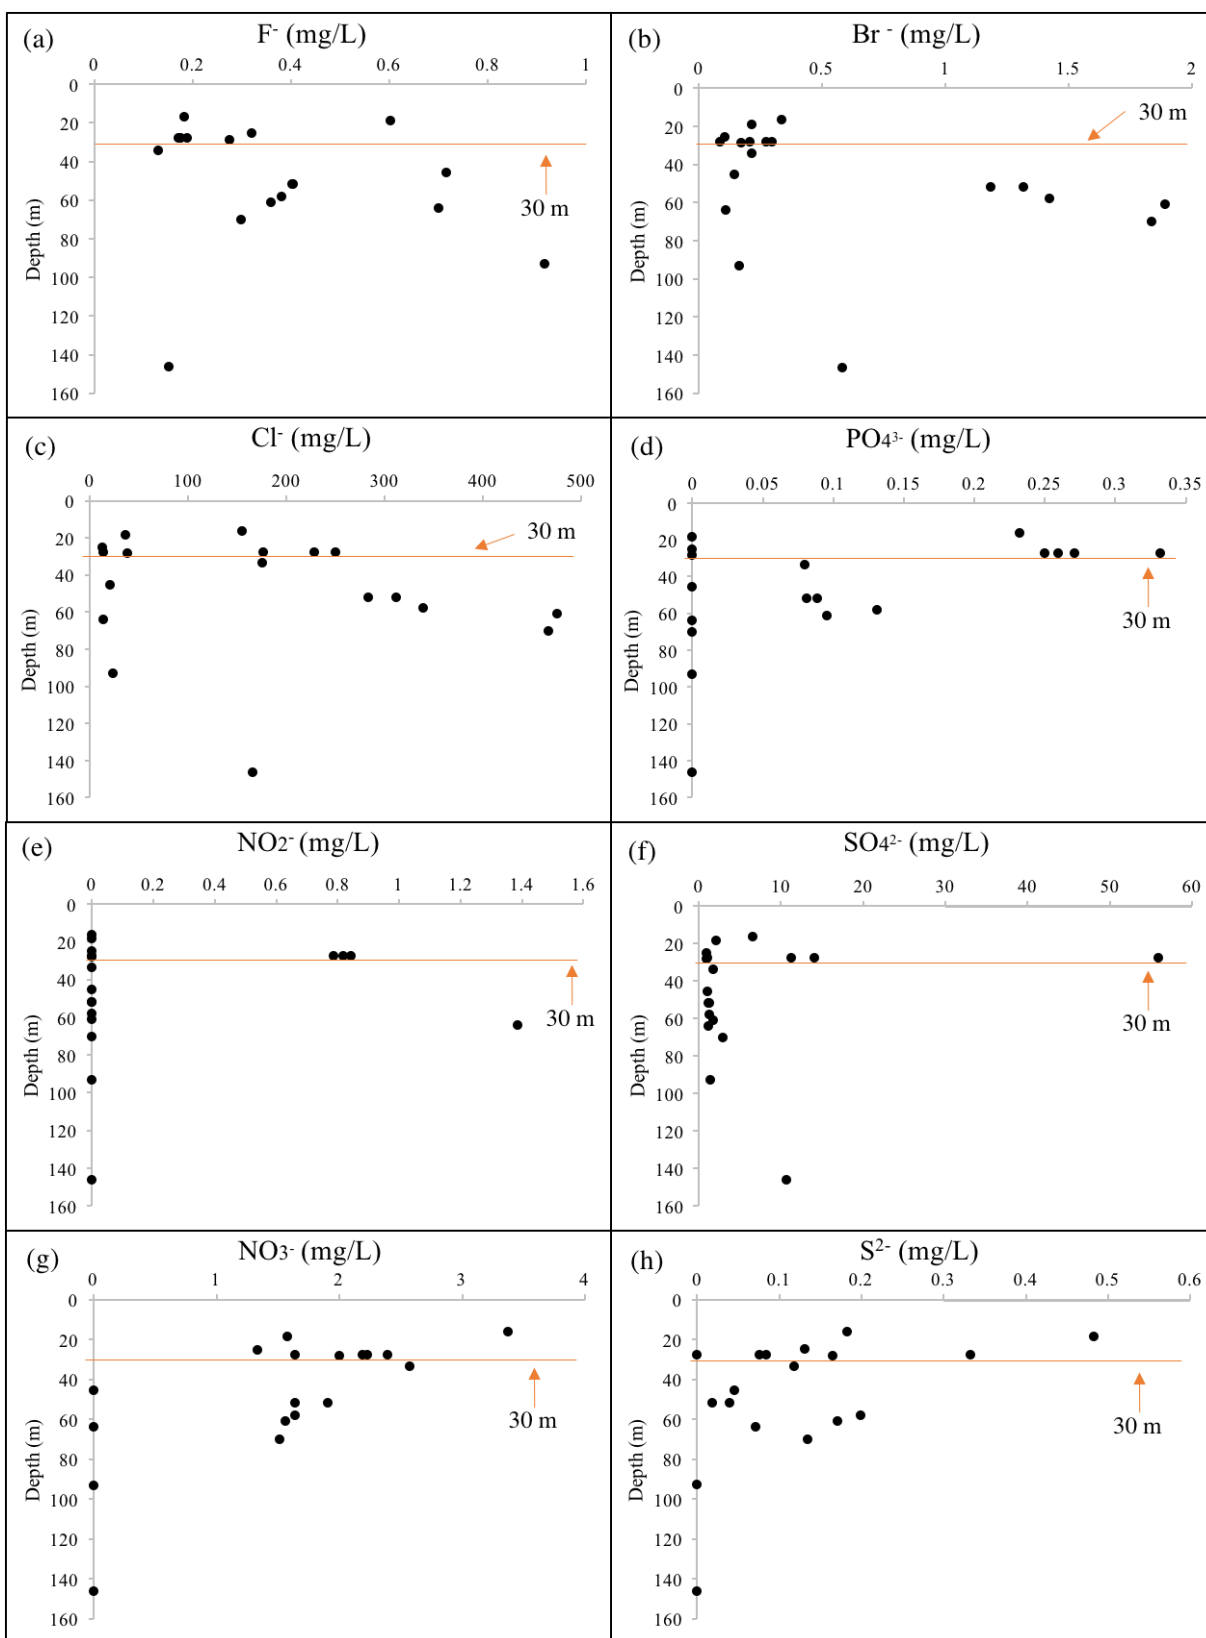 (a) F⁻ (mg/L)
0 0.2 0.4 0.6 0.8 1
0
20
40
60
80
100
120
140
160
Depth (m)
30 m
(b) Br ⁻ (mg/L)
0 0.5 1 1.5 2
0
20
40
60
80
100
120
140
160
Depth (m)
30 m
(c) Cl⁻ (mg/L)
0 100 200 300 400 500
0
20
40
60
80
100
120
140
160
Depth (m)
30 m
(d) PO₄³⁻ (mg/L)
0 0.05 0.1 0.15 0.2 0.25 0.3 0.35
0
20
40
60
80
100
120
140
160
Depth (m)
30 m
(e) NO₂⁻ (mg/L)
0 0.2 0.4 0.6 0.8 1 1.2 1.4 1.6
0
20
40
60
80
100
120
140
160
Depth (m)
30 m
(f) SO₄²⁻ (mg/L)
0 10 20 30 40 50 60
0
20
40
60
80
100
120
140
160
Depth (m)
30 m
(g) NO₃⁻ (mg/L)
0 1 2 3 4
0
20
40
60
80
100
120
140
160
Depth (m)
30 m
(h) S²⁻ (mg/L)
0 0.1 0.2 0.3 0.4 0.5 0.6
0
20
40
60
80
100
120
140
160
Depth (m)
30 m